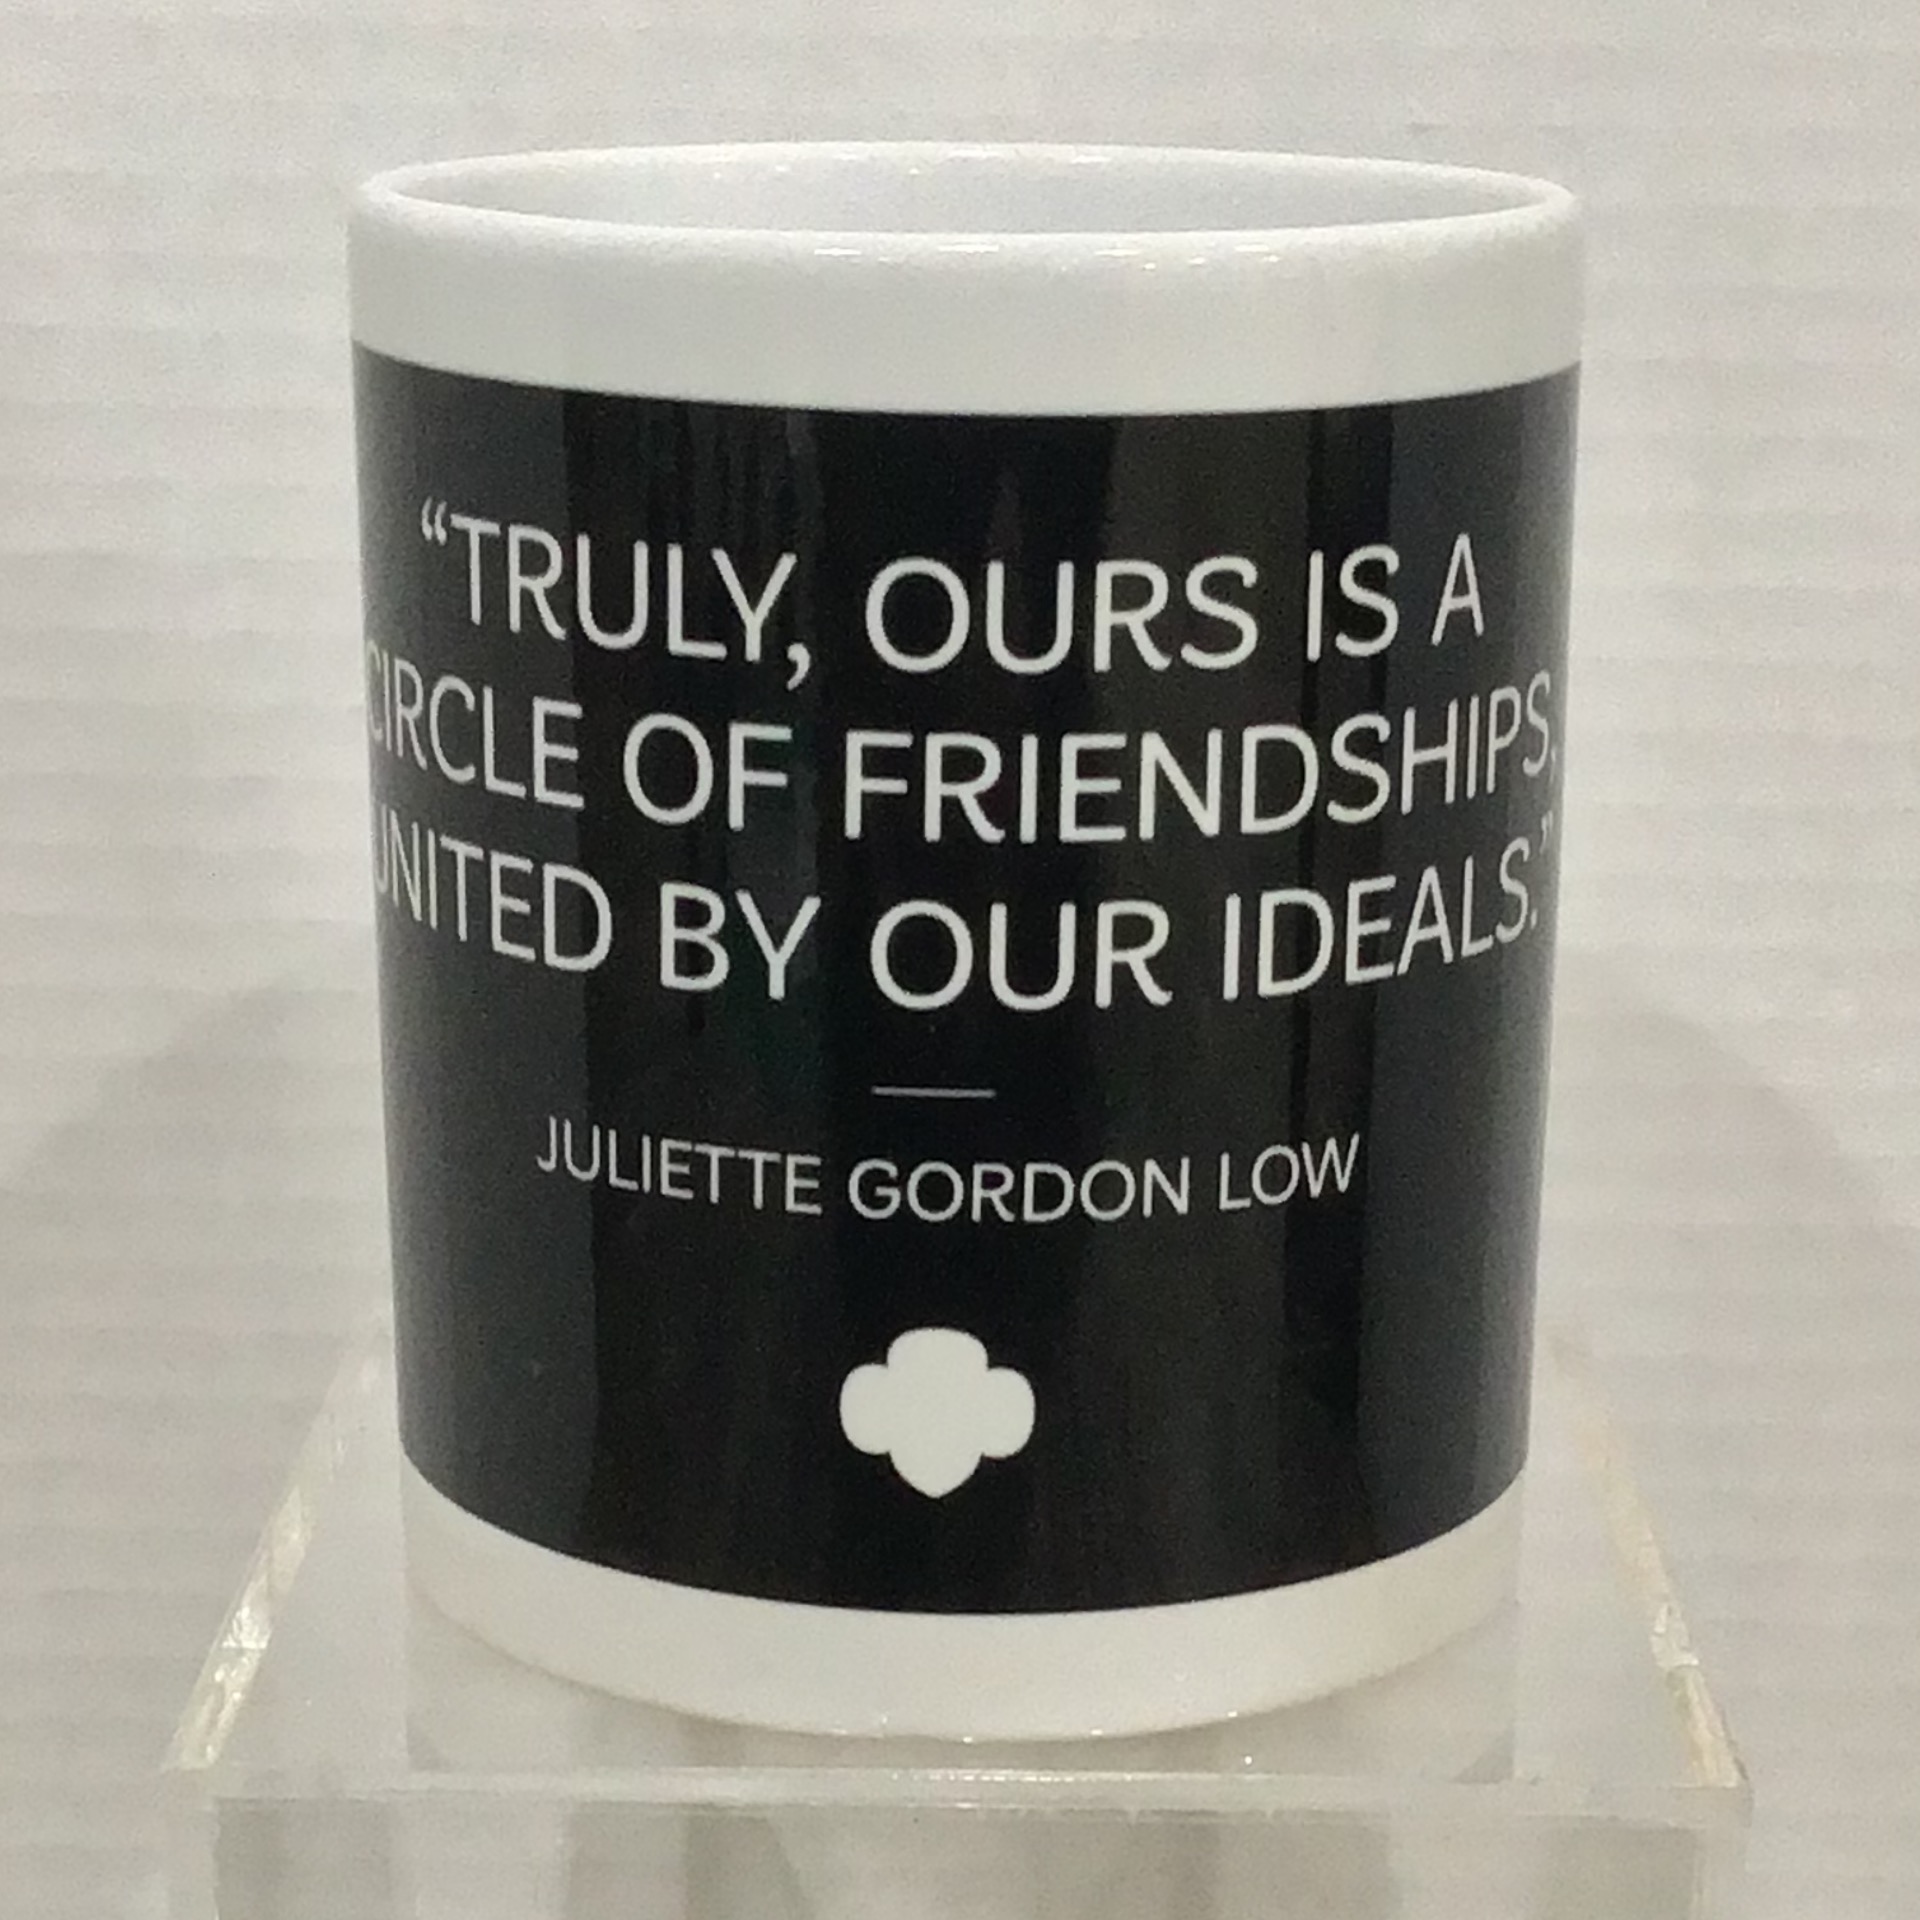 “TRULY, OURS IS A
CIRCLE OF FRIENDSHIPS,
UNITED BY OUR IDEALS.”
JULIETTE GORDON LOW